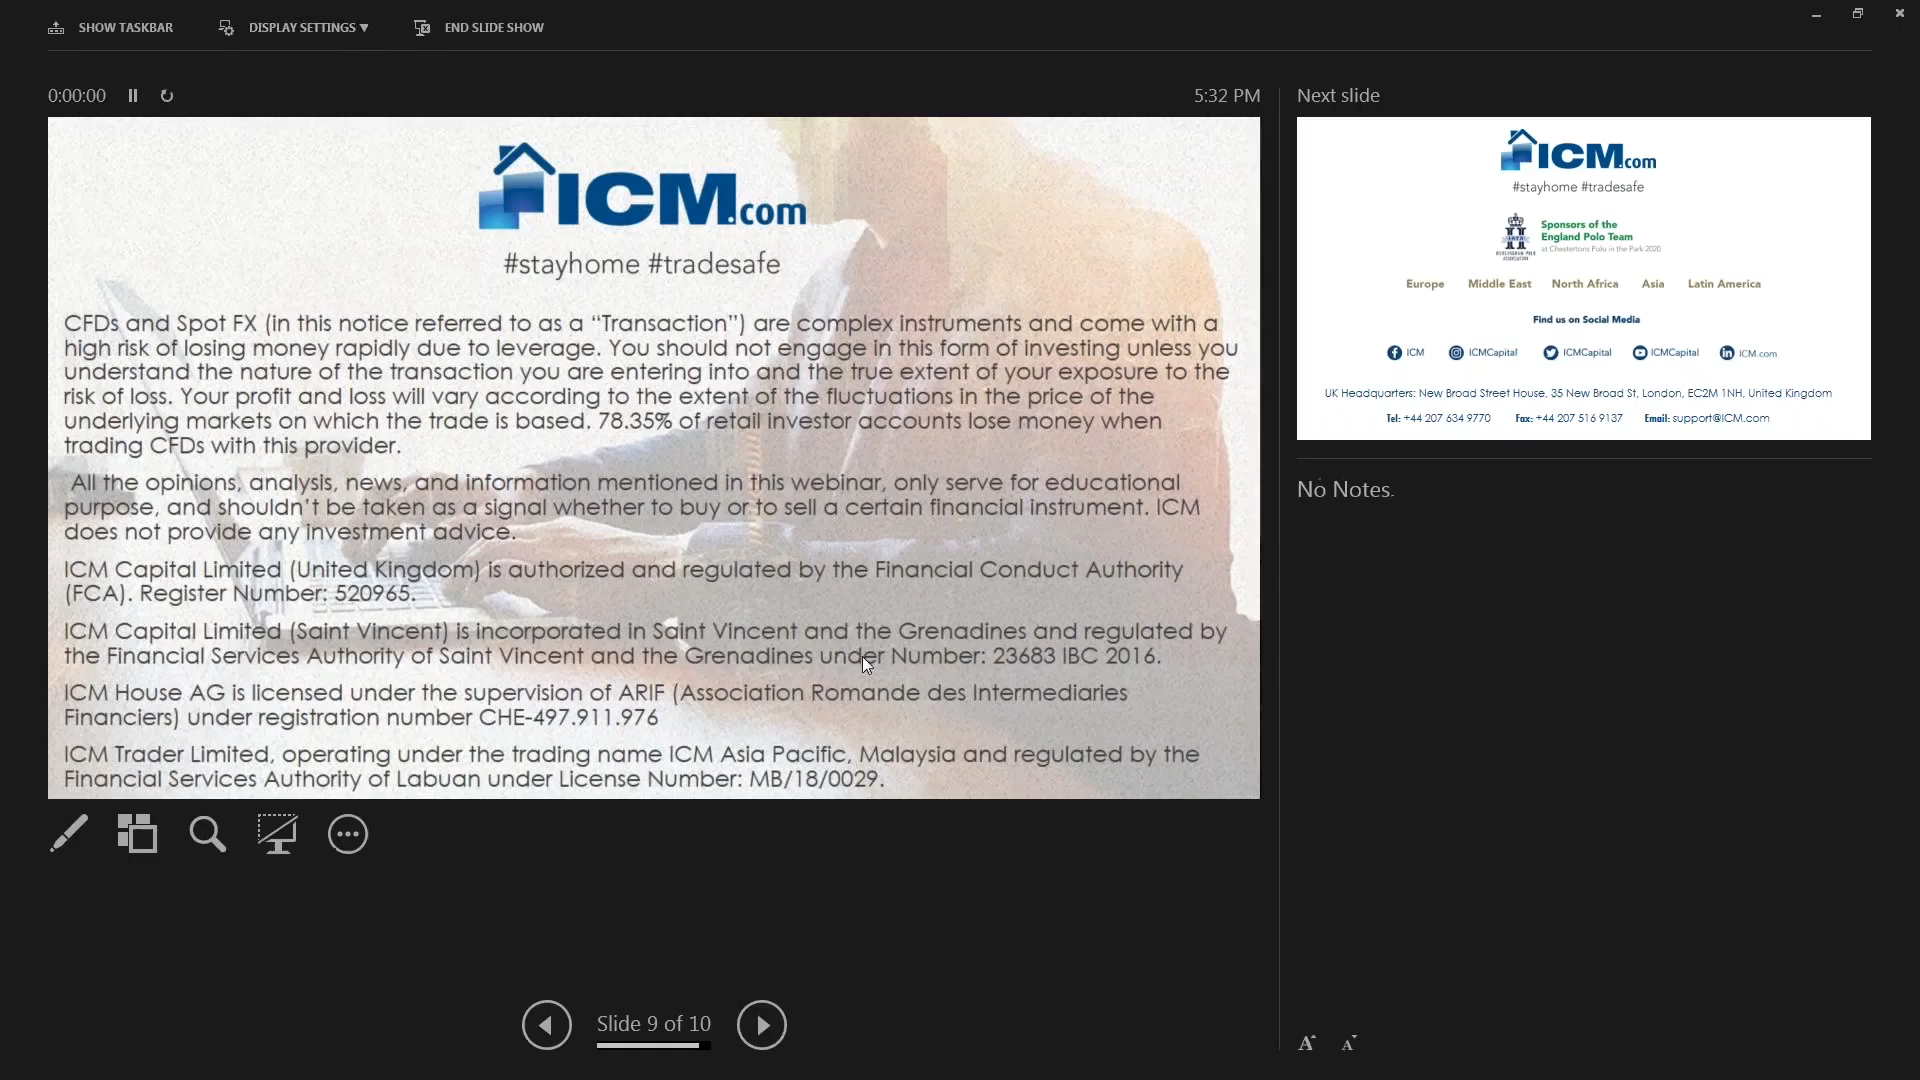 SHOW TASKBAR
DISPLAY SETTINGS ▼
END SLIDE SHOW
0:00:00
5:32 PM
ICM.com
#stayhome #tradesafe
CFDs and Spot FX (in this notice referred to as a “Transaction”) are complex instruments and come with a
high risk of losing money rapidly due to leverage. You should not engage in this form of investing unless you
understand the nature of the transaction you are entering into and the true extent of your exposure to the
risk of loss. Your profit and loss will vary according to the extent of the fluctuations in the price of the
underlying markets on which the trade is based. 78.35% of retail investor accounts lose money when
trading CFDs with this provider.
All the opinions, analysis, news, and information mentioned in this webinar, only serve for educational
purpose, and shouldn’t be taken as a signal whether to buy or to sell a certain financial instrument. ICM
does not provide any investment advice.
ICM Capital Limited (United Kingdom) is authorized and regulated by the Financial Conduct Authority
(FCA). Register Number: 520965.
ICM Capital Limited (Saint Vincent) is incorporated in Saint Vincent and the Grenadines and regulated by
the Financial Services Authority of Saint Vincent and the Grenadines under Number: 23683 IBC 2016.
ICM House AG is licensed under the supervision of ARIF (Association Romande des Intermediaries
Financiers) under registration number CHE-497.911.976
ICM Trader Limited, operating under the trading name ICM Asia Pacific, Malaysia and regulated by the
Financial Services Authority of Labuan under License Number: MB/18/0029.
Slide 9 of 10
Next slide
ICM.com
#stayhome #tradesafe
Sponsors of the
England Polo Team
at Chestertons Polo in the Park 2020
Europe Middle East North Africa Asia Latin America
Find us on Social Media
ICM ICMCapital ICMCapital ICMCapital ICM.com
UK Headquarters: New Broad Street House, 35 New Broad St, London, EC2M 1NH, United Kingdom
Tel: +44 207 634 9770 Fax: +44 207 516 9137 Email: support@ICM.com
No Notes.
A A